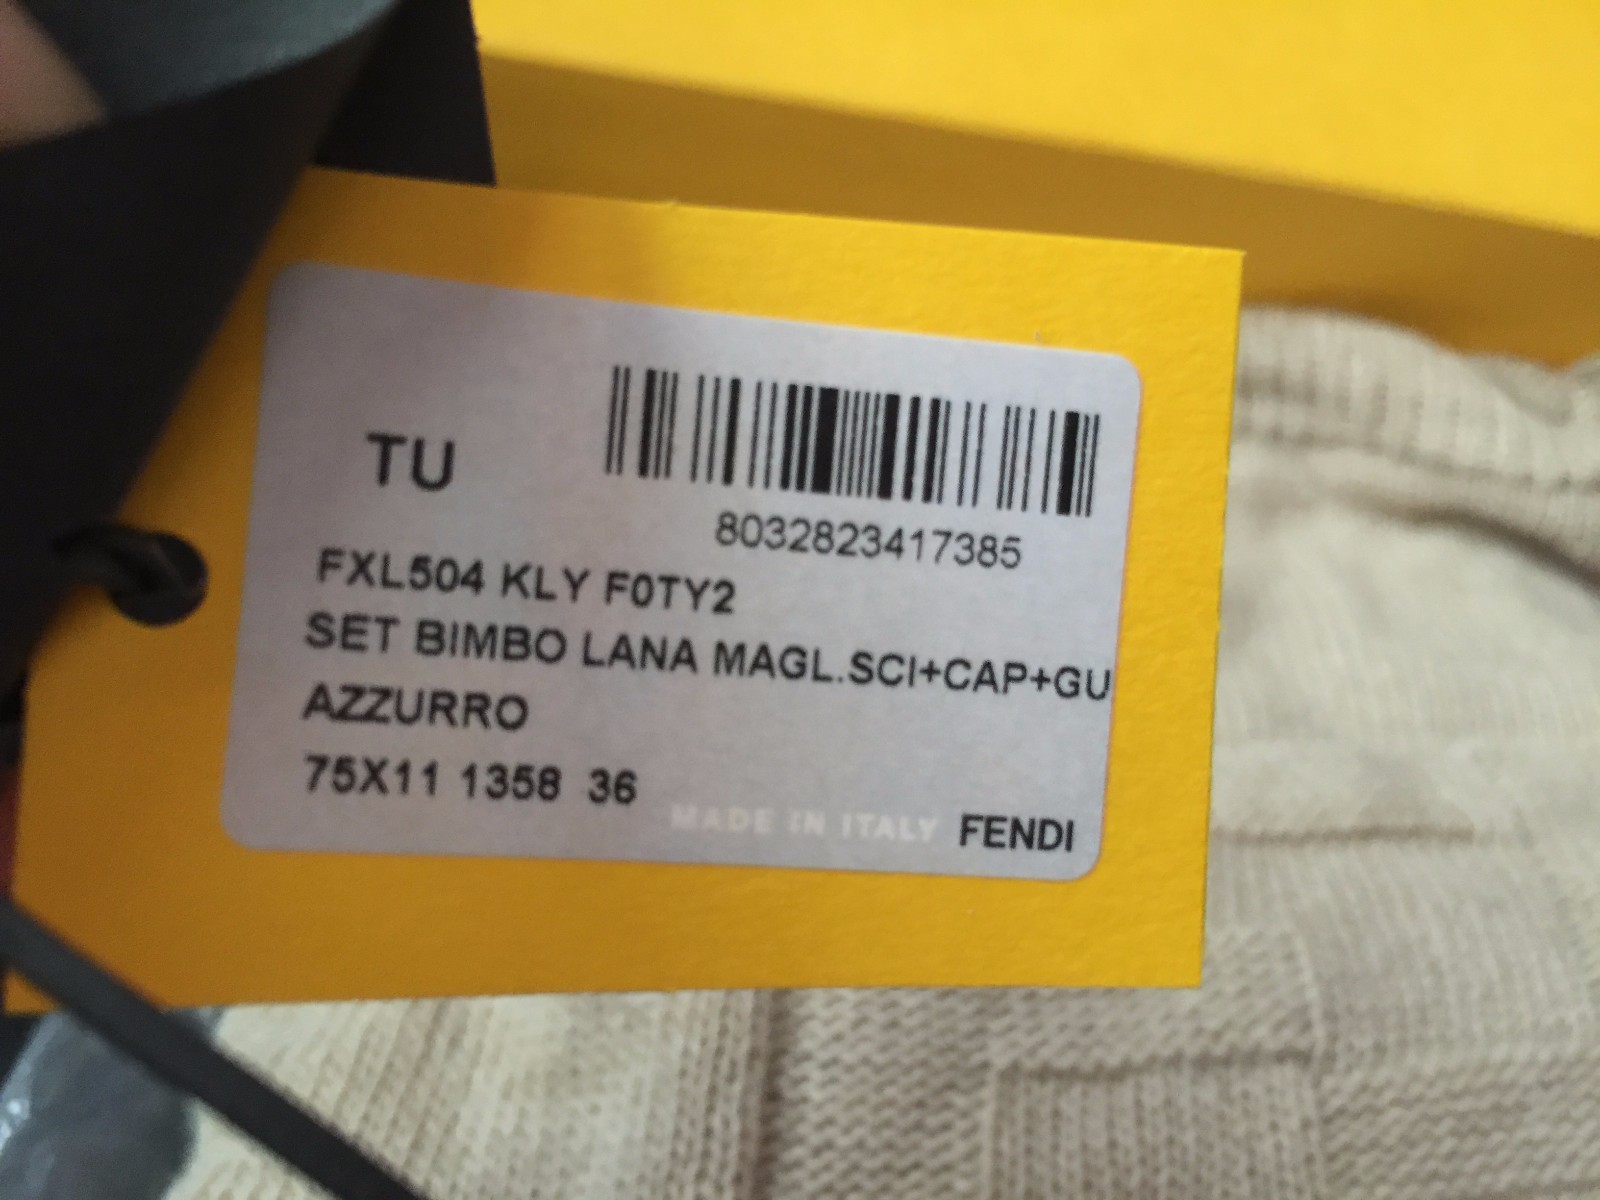 TU
8032823417385
FXL504 KLY F0TY2
SET BIMBO LANA MAGL.SCI+CAP+GU
AZZURRO
75X11 1358 36
MADE IN ITALY FENDI